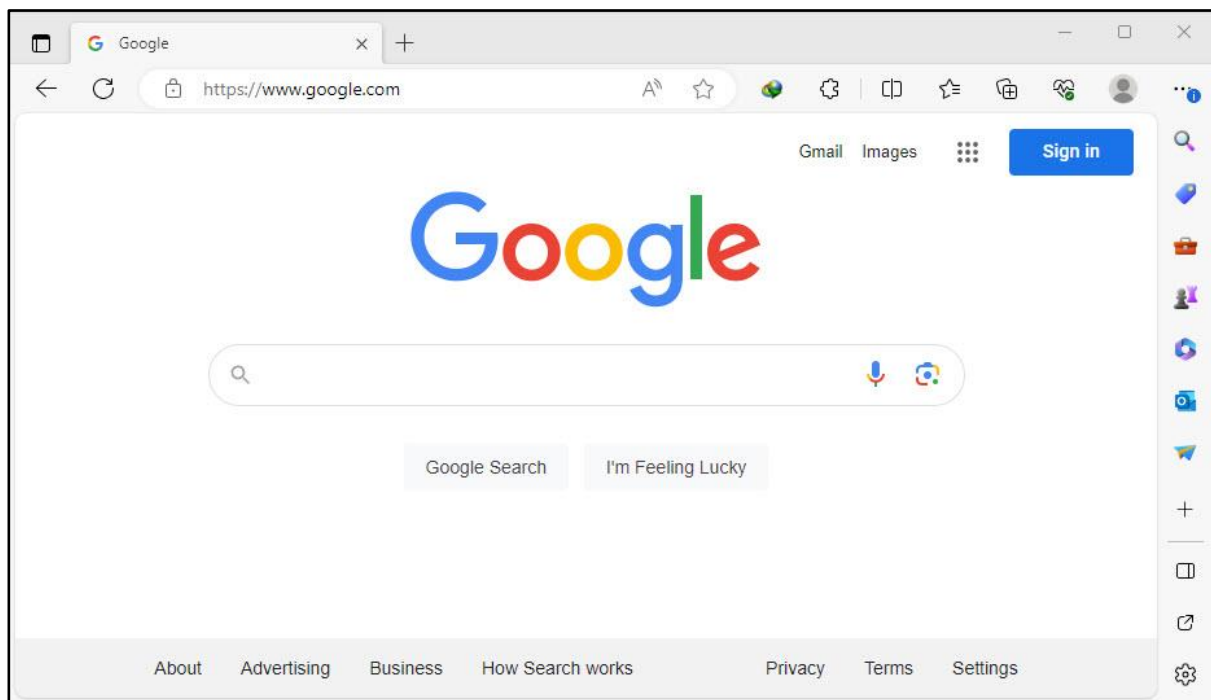 Google
https://www.google.com
Gmail Images Sign in
Google
Google Search I'm Feeling Lucky
About Advertising Business How Search works Privacy Terms Settings